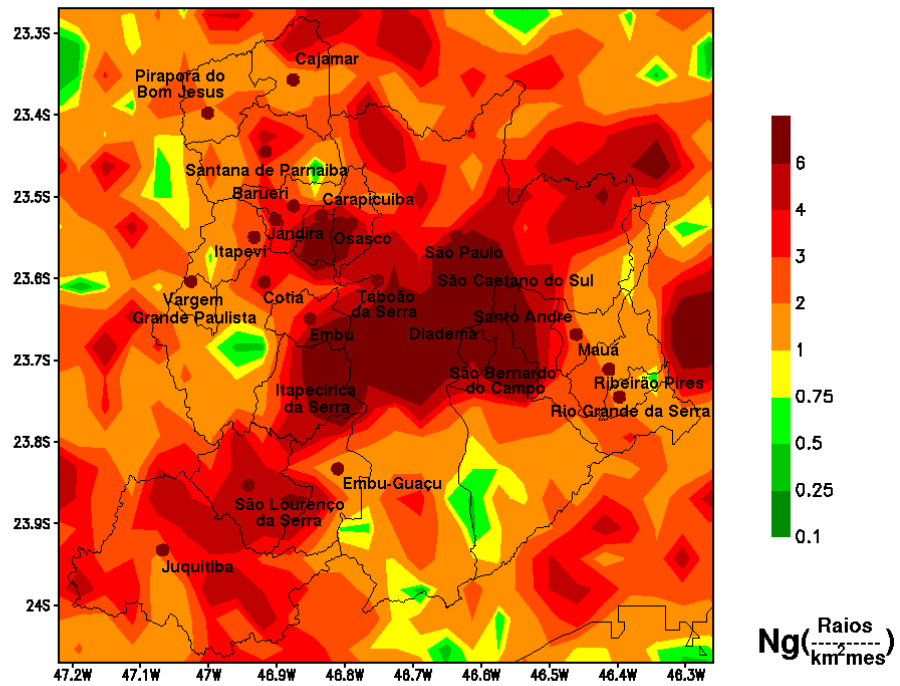 23.3S
Cajamar
Pirapora do
Bom Jesus
23.4S
Santana de Parnaiba
23.5S
Barueri
Carapicuiba
Jandira
Osasco
Itapevi
São Paulo
23.6S
São Caetano do Sul
Vargem
Grande Paulista
Cotia
Taboão
da Serra
Santo Andre
Embu
Diadema
Mauá
23.7S
São Bernardo
do Campo
Ribeirão Pires
Itapecirica
da Serra
Rio Grande da Serra
23.8S
Embu-Guaçu
São Lourenço
da Serra
23.9S
Juquitiba
24S
47.2W 47.1W 47W 46.9W 46.8W 46.7W 46.6W 46.5W 46.4W 46.3W
6
4
3
2
1
0.75
0.5
0.25
0.1
Ng(Raios
---------
km²mes)